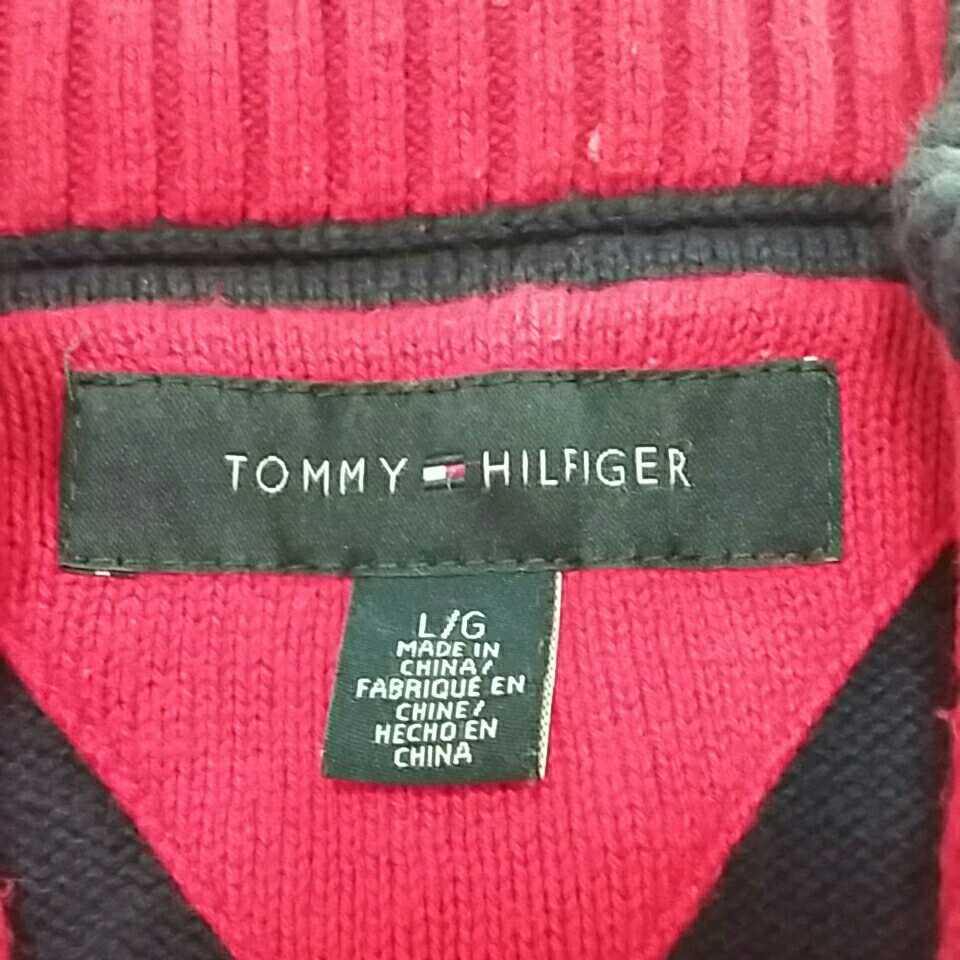 TOMMY HILFIGER
L/G
MADE IN
CHINA/
FABRIQUÉ EN
CHINE/
HECHO EN
CHINA